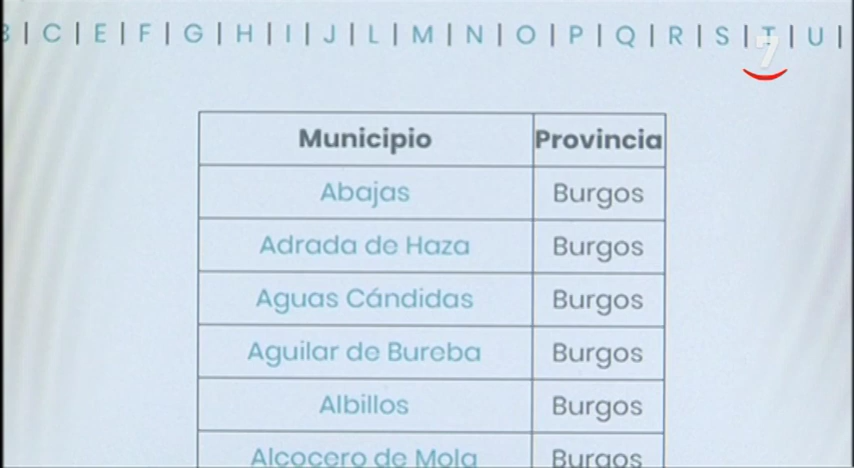 B | C | E | F | G | H | I | J | L | M | N | O | P | Q | R | S | T | U |
7
Municipio Provincia
Abajas Burgos
Adrada de Haza Burgos
Aguas Cándidas Burgos
Aguilar de Bureba Burgos
Albillos Burgos
Alcocero de Mola Burgos